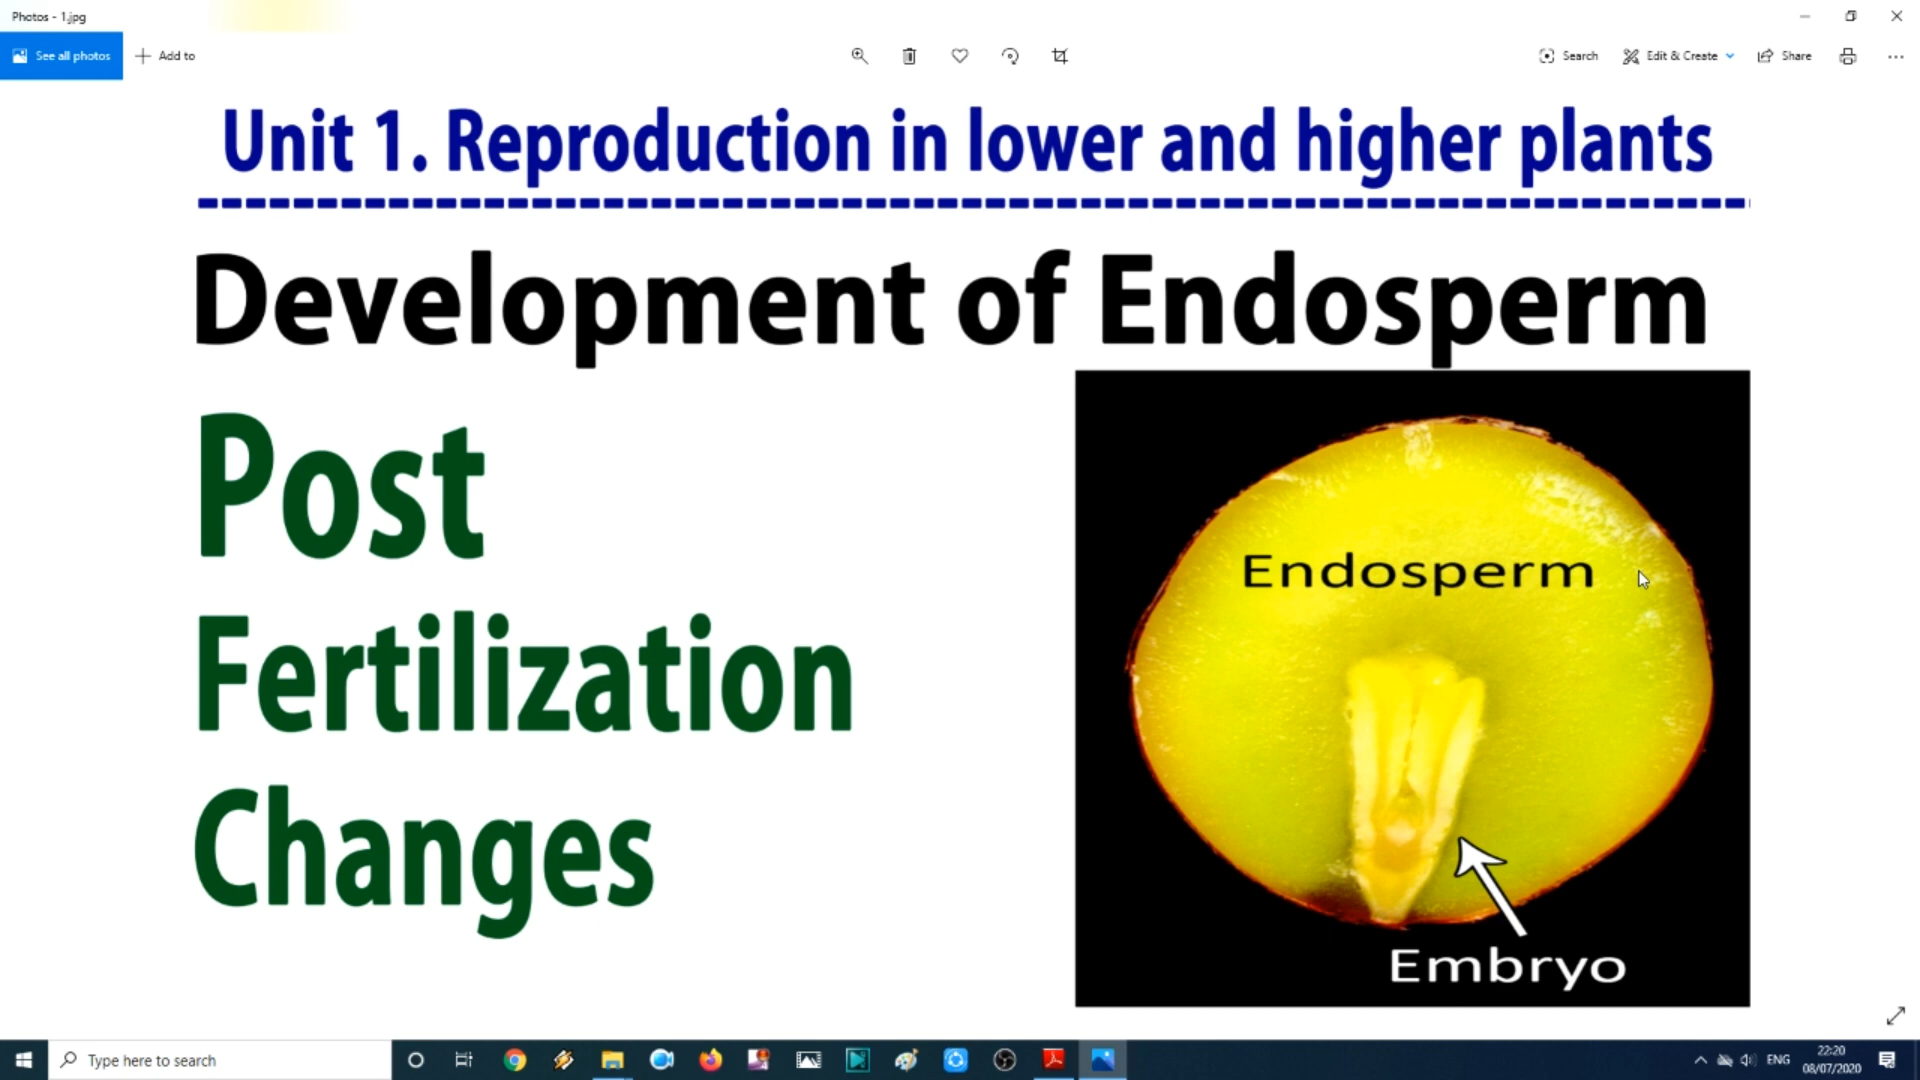 Photos - 1.jpg
See all photos
Add to
Search
Edit & Create
Share
Unit 1. Reproduction in lower and higher plants
Development of Endosperm
Post
Fertilization
Changes
Endosperm
Embryo
Type here to search
ENG
22:20
08/07/2020